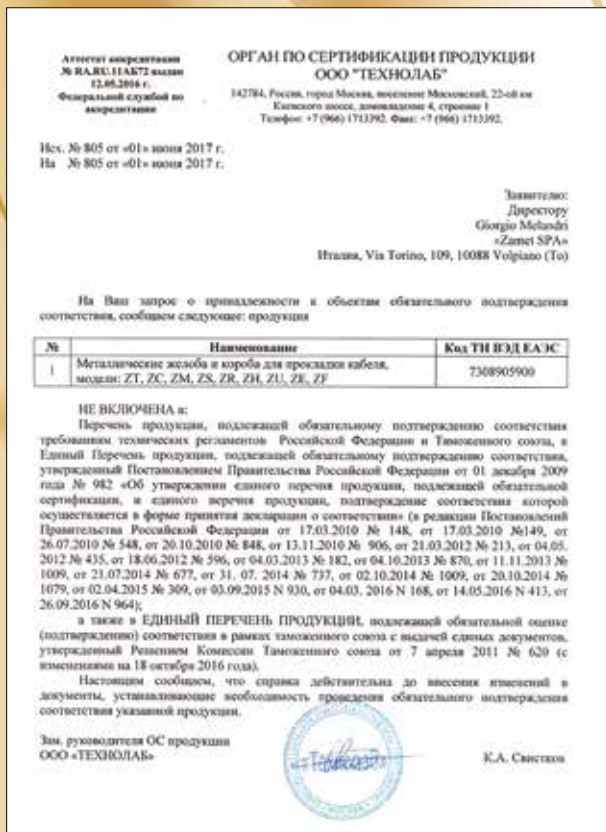 Аттестат аккредитации
№ RA.RU.11АБ72 выдан
12.05.2016 г.
Федеральной службой по
аккредитации
ОРГАН ПО СЕРТИФИКАЦИИ ПРОДУКЦИИ
ООО "ТЕХНОЛАБ"
142784, Россия, город Москва, поселение Московский, 22-ой км
Киевского шоссе, домовладение 4, строение 1
Телефон: +7 (966) 1713392. Факс: +7 (966) 1713392.
Исх. № 805 от «01» июня 2017 г.
На № 805 от «01» июня 2017 г.
Заявителю:
Директору
Giorgio Melandri
«Zamet SPA»
Италия, Via Torino, 109, 10088 Volpiano (To)
На Ваш запрос о принадлежности к объектам обязательного подтверждения
соответствия, сообщаем следующее: продукция
№ Наименование Код ТН ВЭД ЕАЭС
1 Металлические желоба и короба для прокладки кабеля, 7308905900
модели: ZT, ZC, ZM, ZS, ZR, ZH, ZU, ZE, ZF
НЕ ВКЛЮЧЕНА в:
Перечень продукции, подлежащей обязательному подтверждению соответствия
требованиям технических регламентов Российской Федерации и Таможенного союза, в
Единый Перечень продукции, подлежащей обязательному подтверждению соответствия,
утвержденный Постановлением Правительства Российской Федерации от 01 декабря 2009
года № 982 «Об утверждении единого перечня продукции, подлежащей обязательной
сертификации, и единого перечня продукции, подтверждение соответствия которой
осуществляется в форме принятия декларации о соответствии» (в редакции Постановлений
Правительства Российской Федерации от 17.03.2010 № 148, от 17.03.2010 №149, от
26.07.2010 № 548, от 20.10.2010 № 848, от 13.11.2010 № 906, от 21.03.2012 № 213, от 04.05.
2012 № 435, от 18.06.2012 № 596, от 04.03.2013 № 182, от 04.10.2013 № 870, от 11.11.2013 №
1009, от 21.07.2014 № 677, от 31. 07. 2014 № 737, от 02.10.2014 № 1009, от 20.10.2014 №
1079, от 02.04.2015 № 309, от 03.09.2015 N 930, от 04.03. 2016 N 168, от 14.05.2016 N 413, от
26.09.2016 N 964);
а также в ЕДИНЫЙ ПЕРЕЧЕНЬ ПРОДУКЦИИ, подлежащей обязательной оценке
(подтверждению) соответствия в рамках таможенного союза с выдачей единых документов,
утвержденный Решением Комиссии Таможенного союза от 7 апреля 2011 № 620 (с
изменениями на 18 октября 2016 года).
Настоящим сообщаем, что справка действительна до внесения изменений в
документы, устанавливающие необходимость проведения обязательного подтверждения
соответствия указанной продукции.
Зам. руководителя ОС продукции
ООО «ТЕХНОЛАБ»
К.А. Свистков